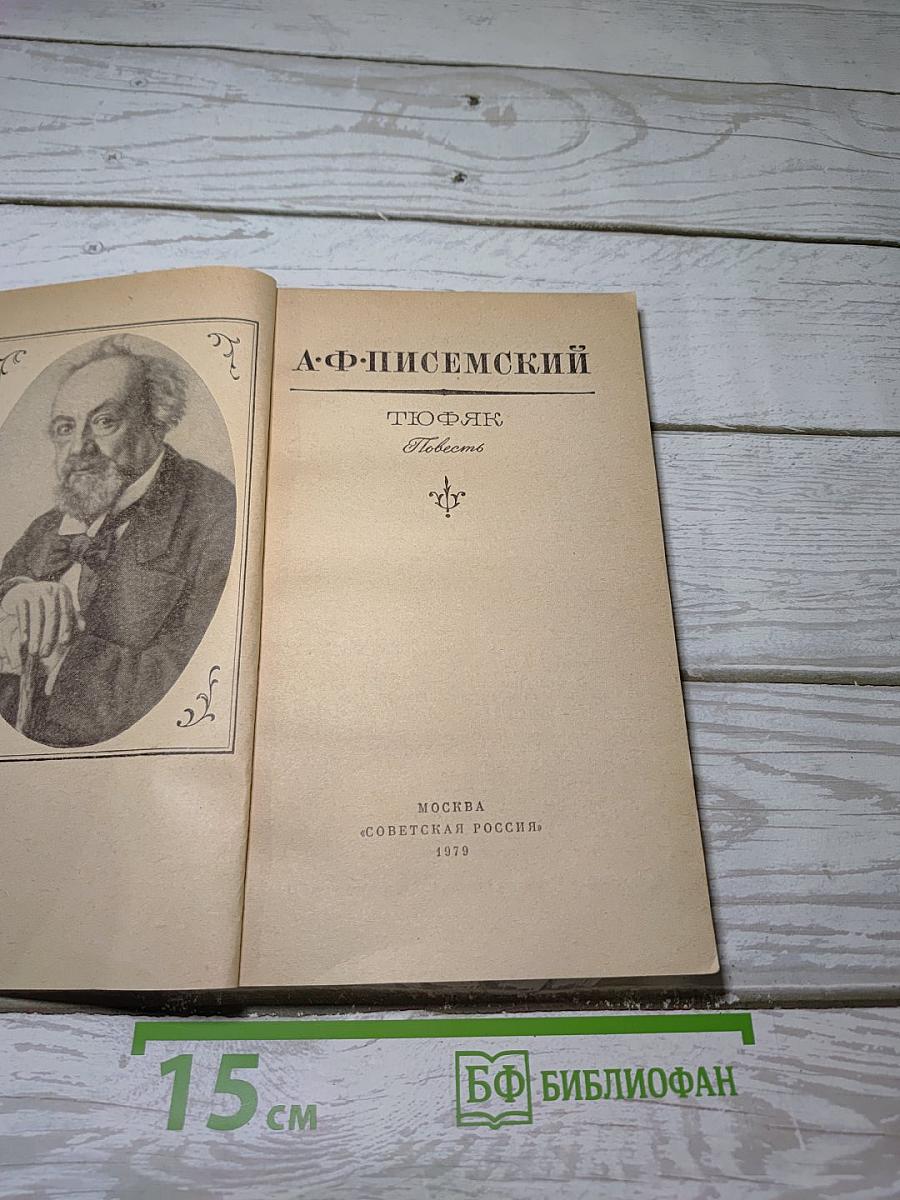 А·Ф·ПИСЕМСКИЙ
ТЮФЯК
Повесть
МОСКВА
«СОВЕТСКАЯ РОССИЯ»
1979
15 см
БФ БИБЛИОФАН